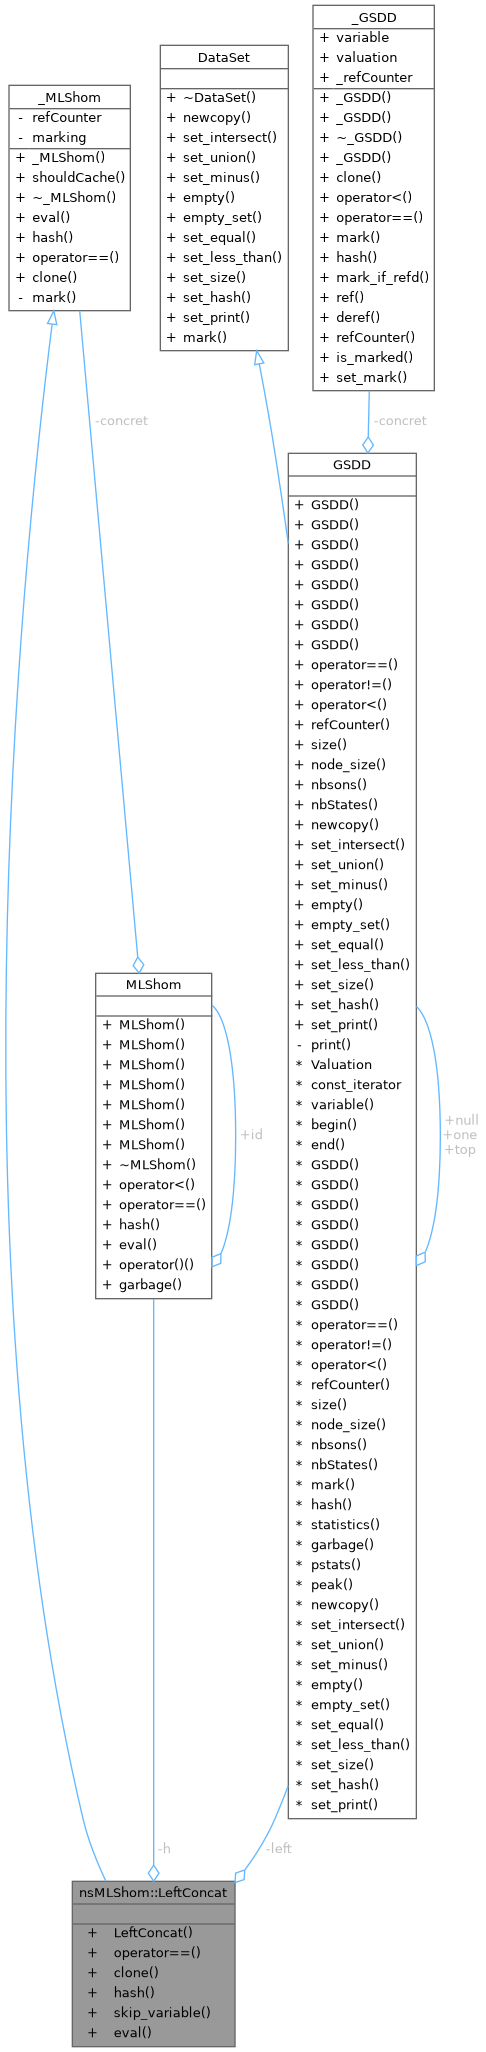 _GSDD
+ variable
+ valuation
+ _refCounter
+ _GSDD()
+ _GSDD()
+ ~_GSDD()
+ _GSDD()
+ clone()
+ operator<()
+ operator==()
+ mark()
+ hash()
+ mark_if_refd()
+ ref()
+ deref()
+ refCounter()
+ is_marked()
+ set_mark()
DataSet
+ ~DataSet()
+ newcopy()
+ set_intersect()
+ set_union()
+ set_minus()
+ empty()
+ empty_set()
+ set_equal()
+ set_less_than()
+ set_size()
+ set_hash()
+ set_print()
+ mark()
_MLShom
- refCounter
- marking
+ _MLShom()
+ shouldCache()
+ ~_MLShom()
+ eval()
+ hash()
+ operator==()
+ clone()
- mark()
-concret
-concret
GSDD
+ GSDD()
+ GSDD()
+ GSDD()
+ GSDD()
+ GSDD()
+ GSDD()
+ GSDD()
+ GSDD()
+ operator==()
+ operator!=()
+ operator<()
+ refCounter()
+ size()
+ node_size()
+ nbsons()
+ nbStates()
+ newcopy()
+ set_intersect()
+ set_union()
+ set_minus()
+ empty()
+ empty_set()
+ set_equal()
+ set_less_than()
+ set_size()
+ set_hash()
+ set_print()
- print()
* Valuation
* const_iterator
* variable()
* begin()
* end()
* GSDD()
* GSDD()
* GSDD()
* GSDD()
* GSDD()
* GSDD()
* GSDD()
* GSDD()
* operator==()
* operator!=()
* operator<()
* refCounter()
* size()
* node_size()
* nbsons()
* nbStates()
* mark()
* hash()
* statistics()
* garbage()
* pstats()
* peak()
* newcopy()
* set_intersect()
* set_union()
* set_minus()
* empty()
* empty_set()
* set_equal()
* set_less_than()
* set_size()
* set_hash()
* set_print()
+null
+one
+top
MLShom
+ MLShom()
+ MLShom()
+ MLShom()
+ MLShom()
+ MLShom()
+ MLShom()
+ MLShom()
+ ~MLShom()
+ operator<()
+ operator==()
+ hash()
+ eval()
+ operator()()
+ garbage()
+id
-h
-left
nsMLShom::LeftConcat
+ LeftConcat()
+ operator==()
+ clone()
+ hash()
+ skip_variable()
+ eval()